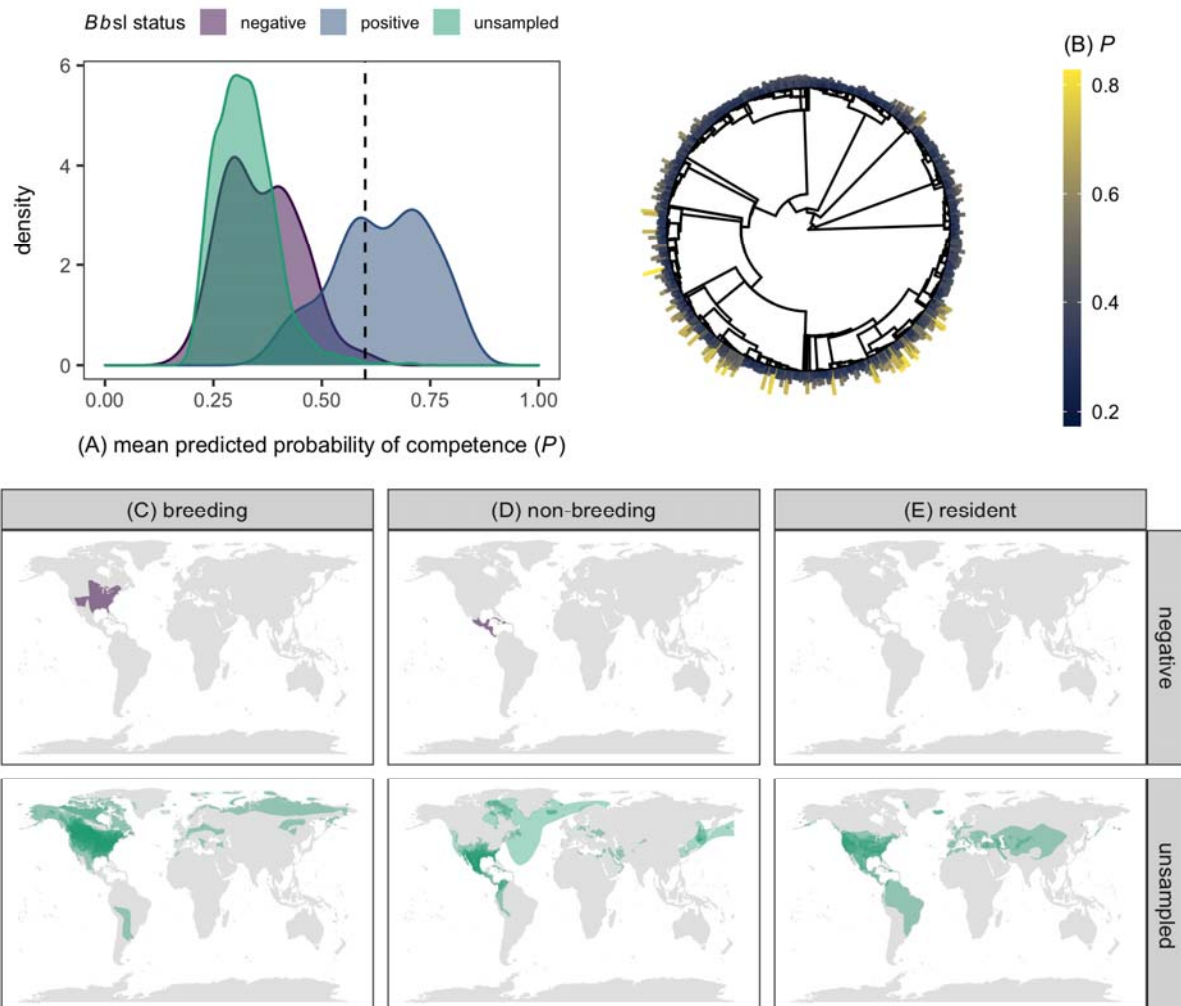 Bbsl status negative positive unsampled
6
4
2
0
density
0.00 0.25 0.50 0.75 1.00
(A) mean predicted probability of competence (P)
(B) P
0.8
0.6
0.4
0.2
(C) breeding (D) non-breeding (E) resident
negative
unsampled